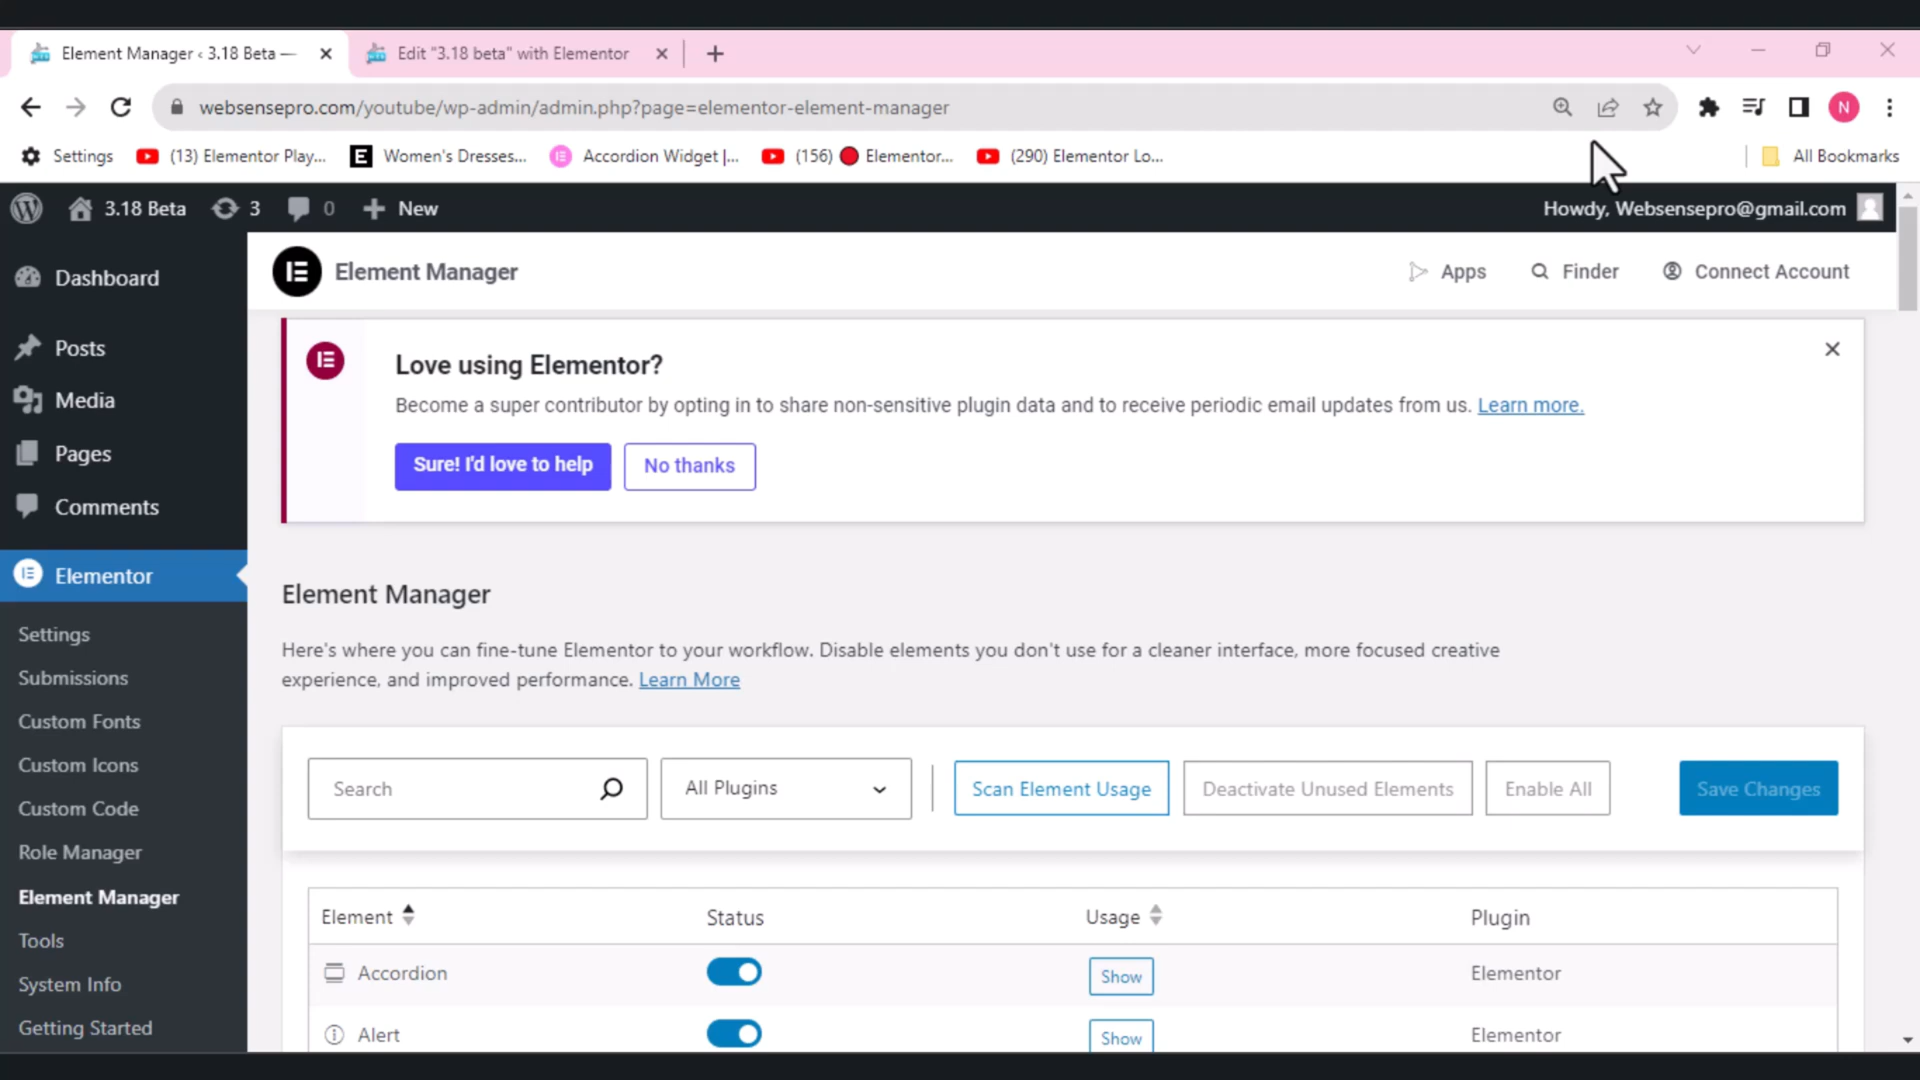 Element Manager ‹ 3.18 Beta —
Edit "3.18 beta" with Elementor
websensepro.com/youtube/wp-admin/admin.php?page=elementor-element-manager
N
Settings
(13) Elementor Play...
E
Women's Dresses...
Accordion Widget |...
(156)
Elementor...
(290) Elementor Lo...
All Bookmarks
3.18 Beta
3
0
New
Howdy, Websensepro@gmail.com
Dashboard
Posts
Media
Pages
Comments
Elementor
Settings
Submissions
Custom Fonts
Custom Icons
Custom Code
Role Manager
Element Manager
Tools
System Info
Getting Started
Element Manager
Apps
Finder
Connect Account
Love using Elementor?
Become a super contributor by opting in to share non-sensitive plugin data and to receive periodic email updates from us. Learn more.
Sure! I'd love to help
No thanks
Element Manager
Here's where you can fine-tune Elementor to your workflow. Disable elements you don't use for a cleaner interface, more focused creative
experience, and improved performance. Learn More
Search
All Plugins
Scan Element Usage
Deactivate Unused Elements
Enable All
Save Changes
Element
Status
Usage
Plugin
Accordion
Show
Elementor
Alert
Show
Elementor